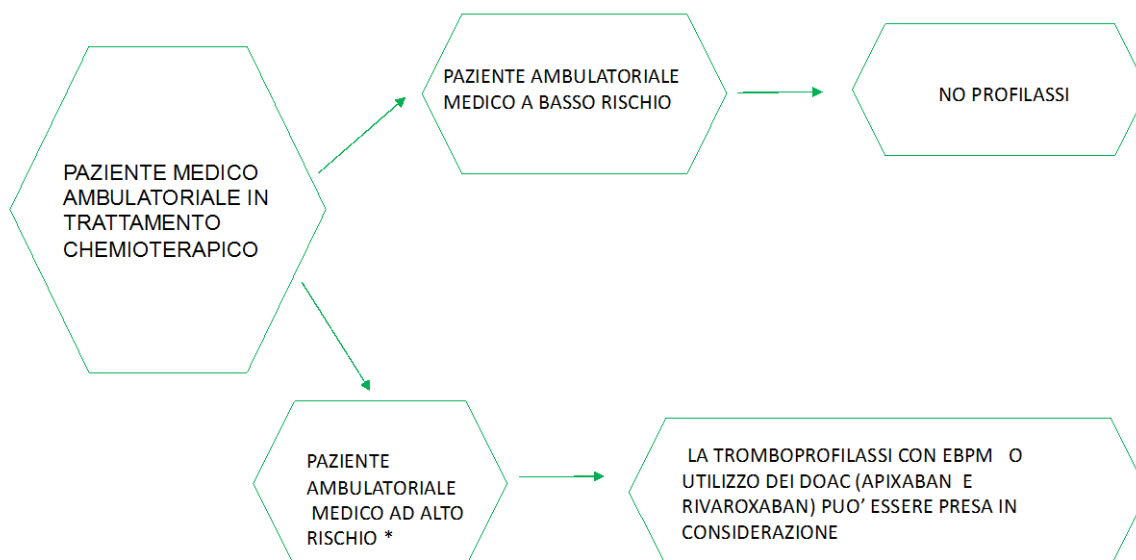 PAZIENTE MEDICO
AMBULATORIALE IN
TRATTAMENTO
CHEMIOTERAPICO
PAZIENTE AMBULATORIALE
MEDICO A BASSO RISCHIO
NO PROFILASSI
PAZIENTE
AMBULATORIALE
MEDICO AD ALTO
RISCHIO *
LA TROMBOPROFILASSI CON EBPM O
UTILIZZO DEI DOAC (APIXABAN E
RIVAROXABAN) PUO' ESSERE PRESA IN
CONSIDERAZIONE